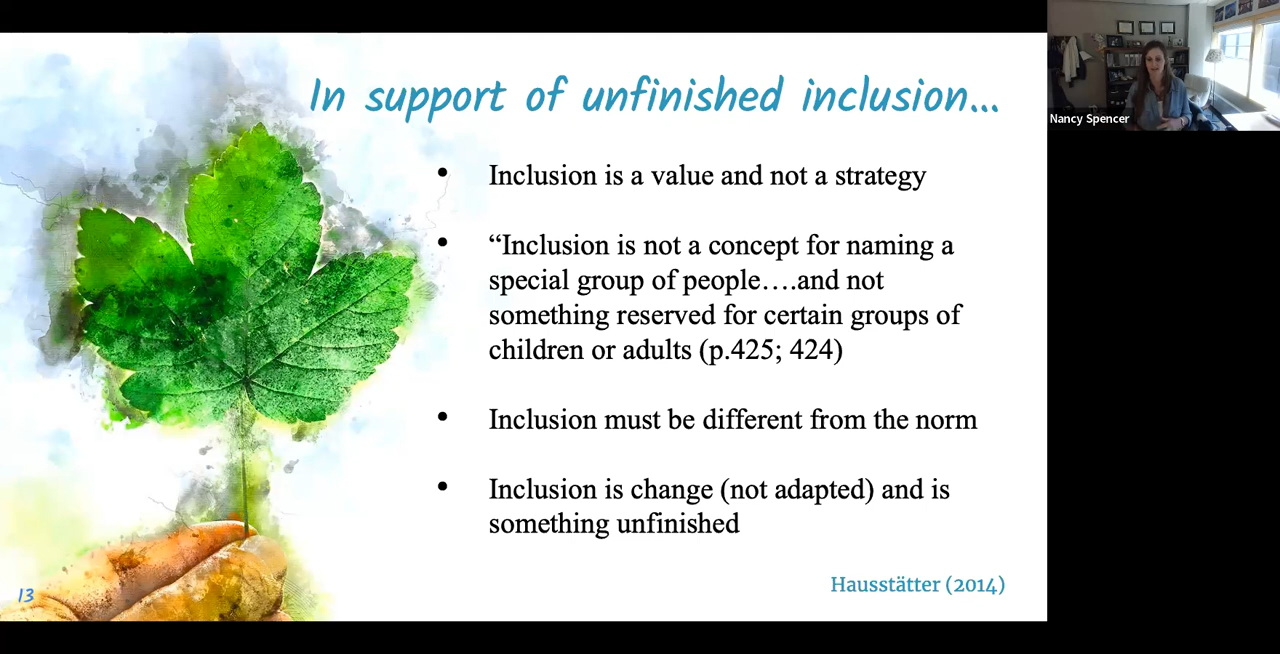 In support of unfinished inclusion...
Nancy Spencer
• Inclusion is a value and not a strategy
• “Inclusion is not a concept for naming a
special group of people….and not
something reserved for certain groups of
children or adults (p.425; 424)
• Inclusion must be different from the norm
• Inclusion is change (not adapted) and is
something unfinished
Hausstätter (2014)
13